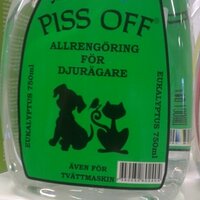 PISS OFF®
ALLRENGÖRING
FÖR
DJURÄGARE
EUKALYPTUS 750ml
EUKALYPTUS 750ml
ÄVEN FÖR
TVÄTTMASKIN